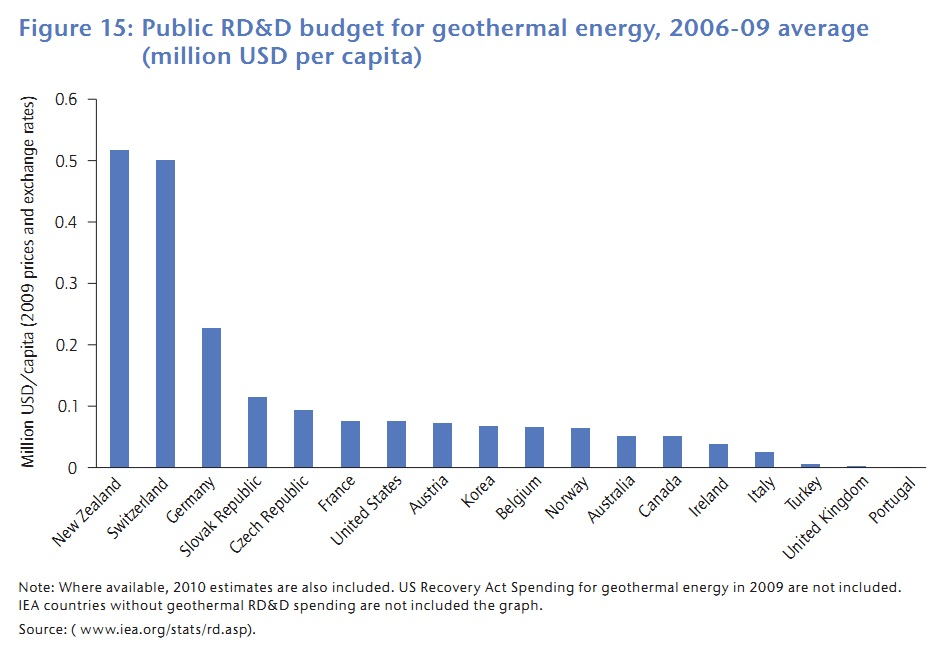 Figure 15: Public RD&D budget for geothermal energy, 2006-09 average
(million USD per capita)
Million USD/capita (2009 prices and exchange rates)
0.6
0.5
0.4
0.3
0.2
0.1
0
New Zealand
Switzerland
Germany
Slovak Republic
Czech Republic
France
United States
Austria
Korea
Belgium
Norway
Australia
Canada
Ireland
Italy
Turkey
United Kingdom
Portugal
Note: Where available, 2010 estimates are also included. US Recovery Act Spending for geothermal energy in 2009 are not included.
IEA countries without geothermal RD&D spending are not included the graph.
Source: ( www.iea.org/stats/rd.asp).